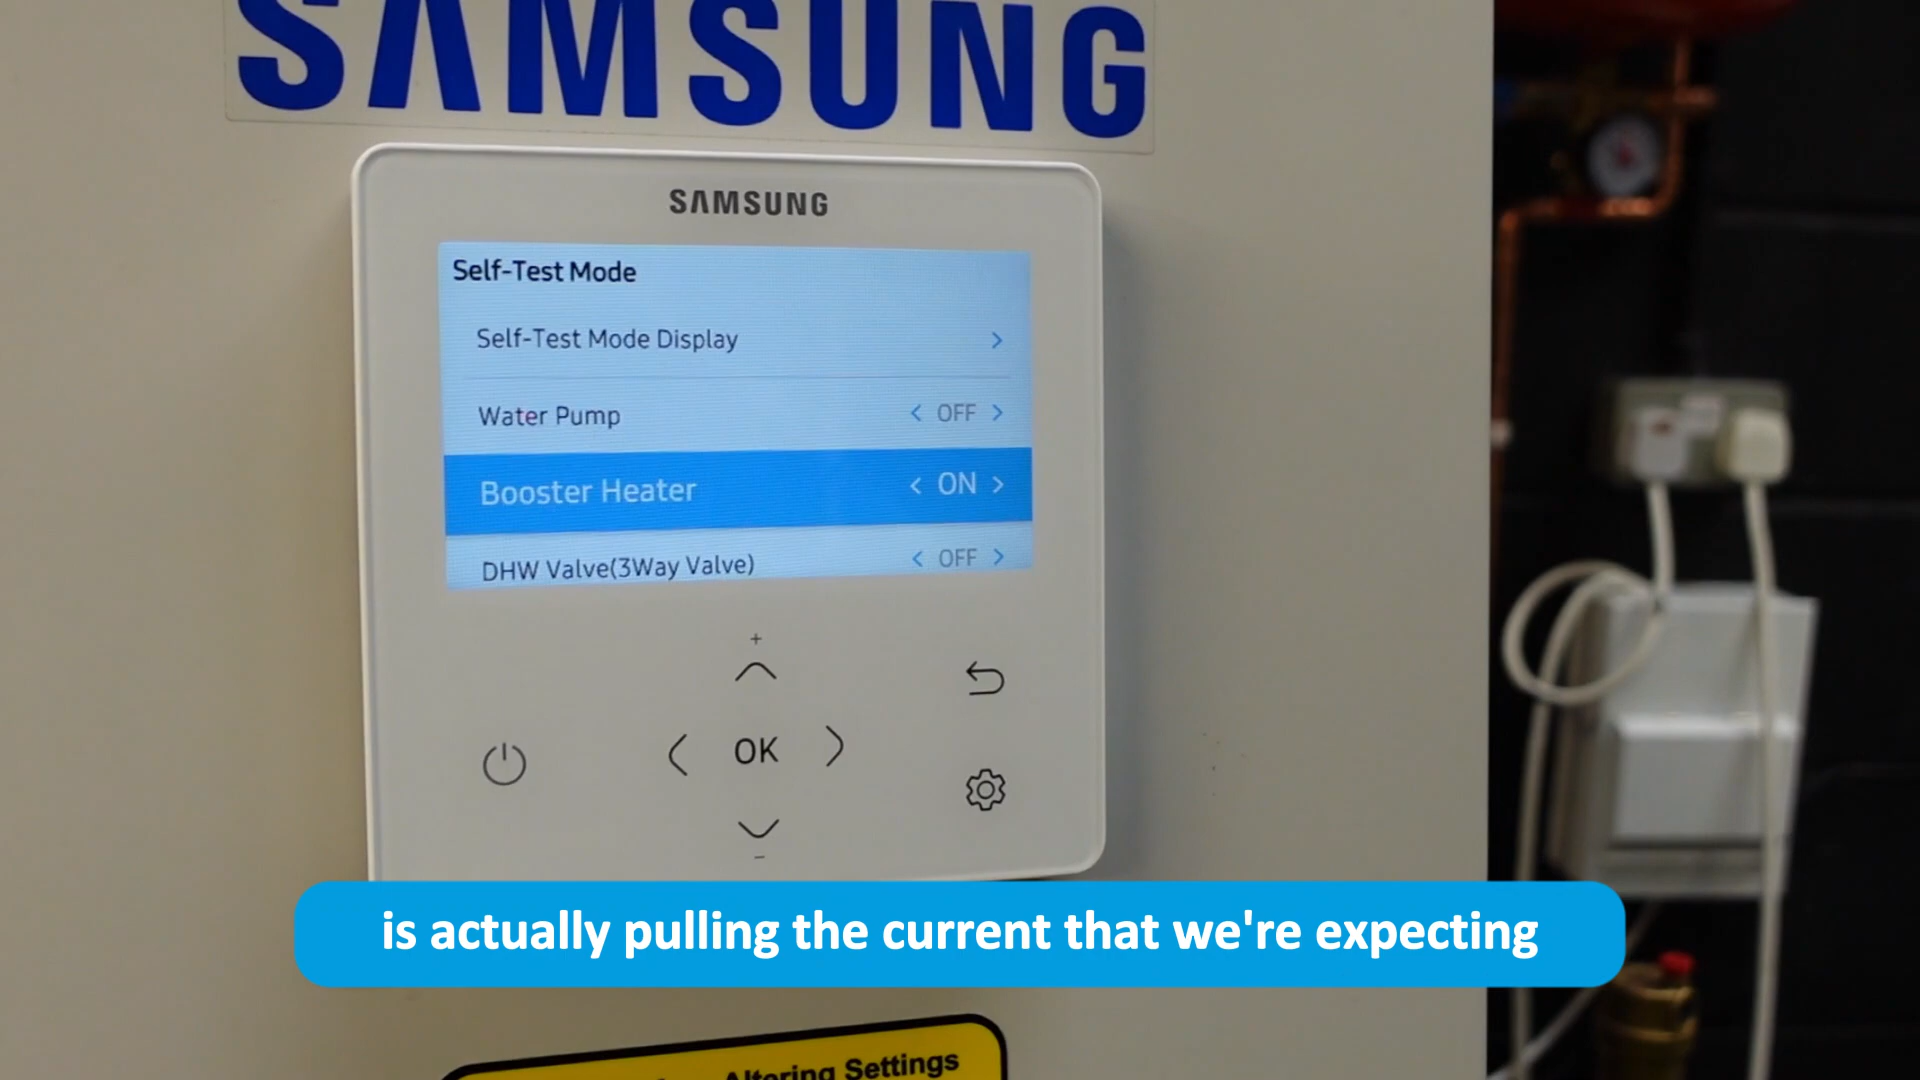 SAMSUNG
SAMSUNG
Self-Test Mode
Self-Test Mode Display >
Water Pump < OFF >
Booster Heater < ON >
DHW Valve(3Way Valve) < OFF >
+
OK
-
is actually pulling the current that we're expecting
Altering Settings